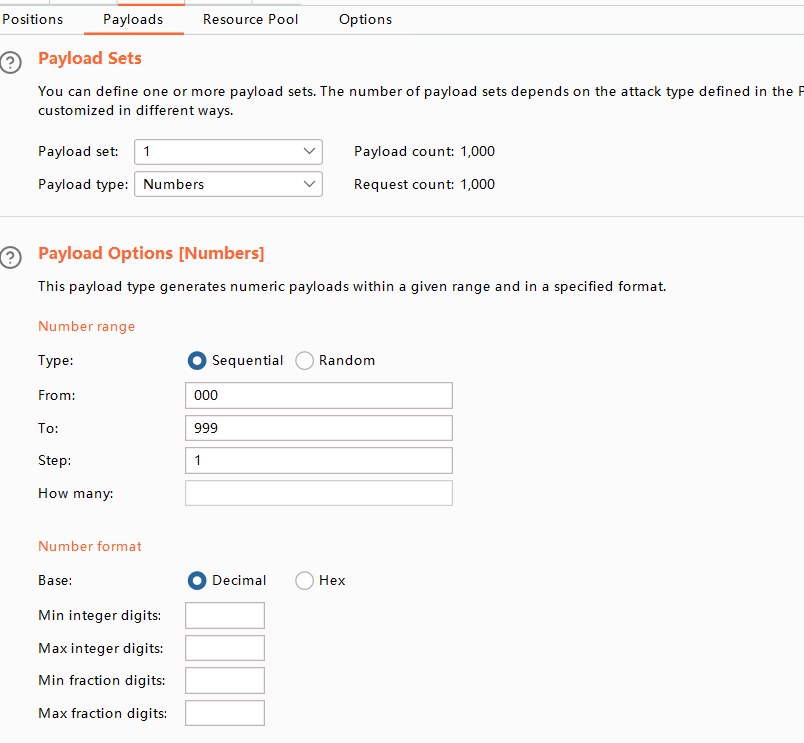 Positions Payloads Resource Pool Options
? Payload Sets
You can define one or more payload sets. The number of payload sets depends on the attack type defined in the P
customized in different ways.
Payload set: 1 Payload count: 1,000
Payload type: Numbers Request count: 1,000
? Payload Options [Numbers]
This payload type generates numeric payloads within a given range and in a specified format.
Number range
Type: Sequential Random
From: 000
To: 999
Step: 1
How many:
Number format
Base: Decimal Hex
Min integer digits:
Max integer digits:
Min fraction digits:
Max fraction digits: